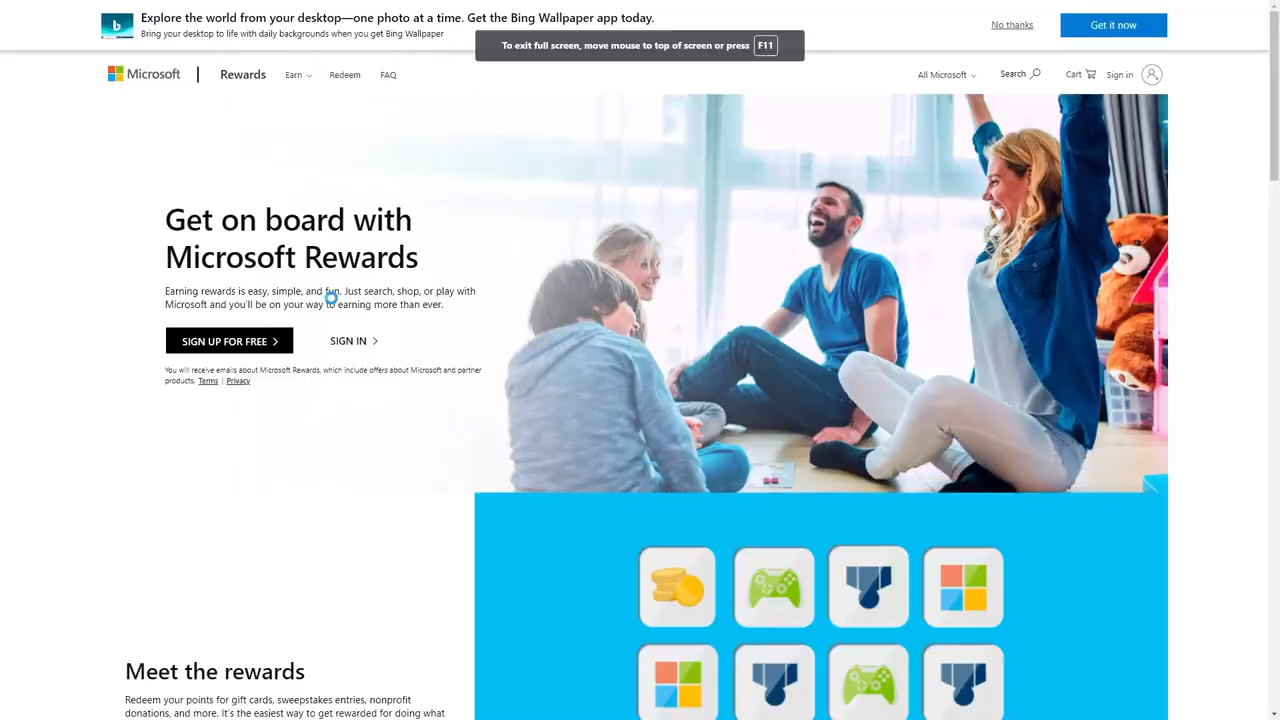 Explore the world from your desktop—one photo at a time. Get the Bing Wallpaper app today.
Bring your desktop to life with daily backgrounds when you get Bing Wallpaper
No thanks
Get it now
To exit full screen, move mouse to top of screen or press F11
Microsoft
Rewards
Earn
Redeem
FAQ
All Microsoft
Search
Cart
Sign in
Get on board with
Microsoft Rewards
Earning rewards is easy, simple, and fun. Just search, shop, or play with
Microsoft and you'll be on your way to earning more than ever.
SIGN UP FOR FREE
SIGN IN
You will receive emails about Microsoft Rewards, which include offers about Microsoft and partner
products. Terms | Privacy
Meet the rewards
Redeem your points for gift cards, sweepstakes entries, nonprofit
donations, and more. It's the easiest way to get rewarded for doing what